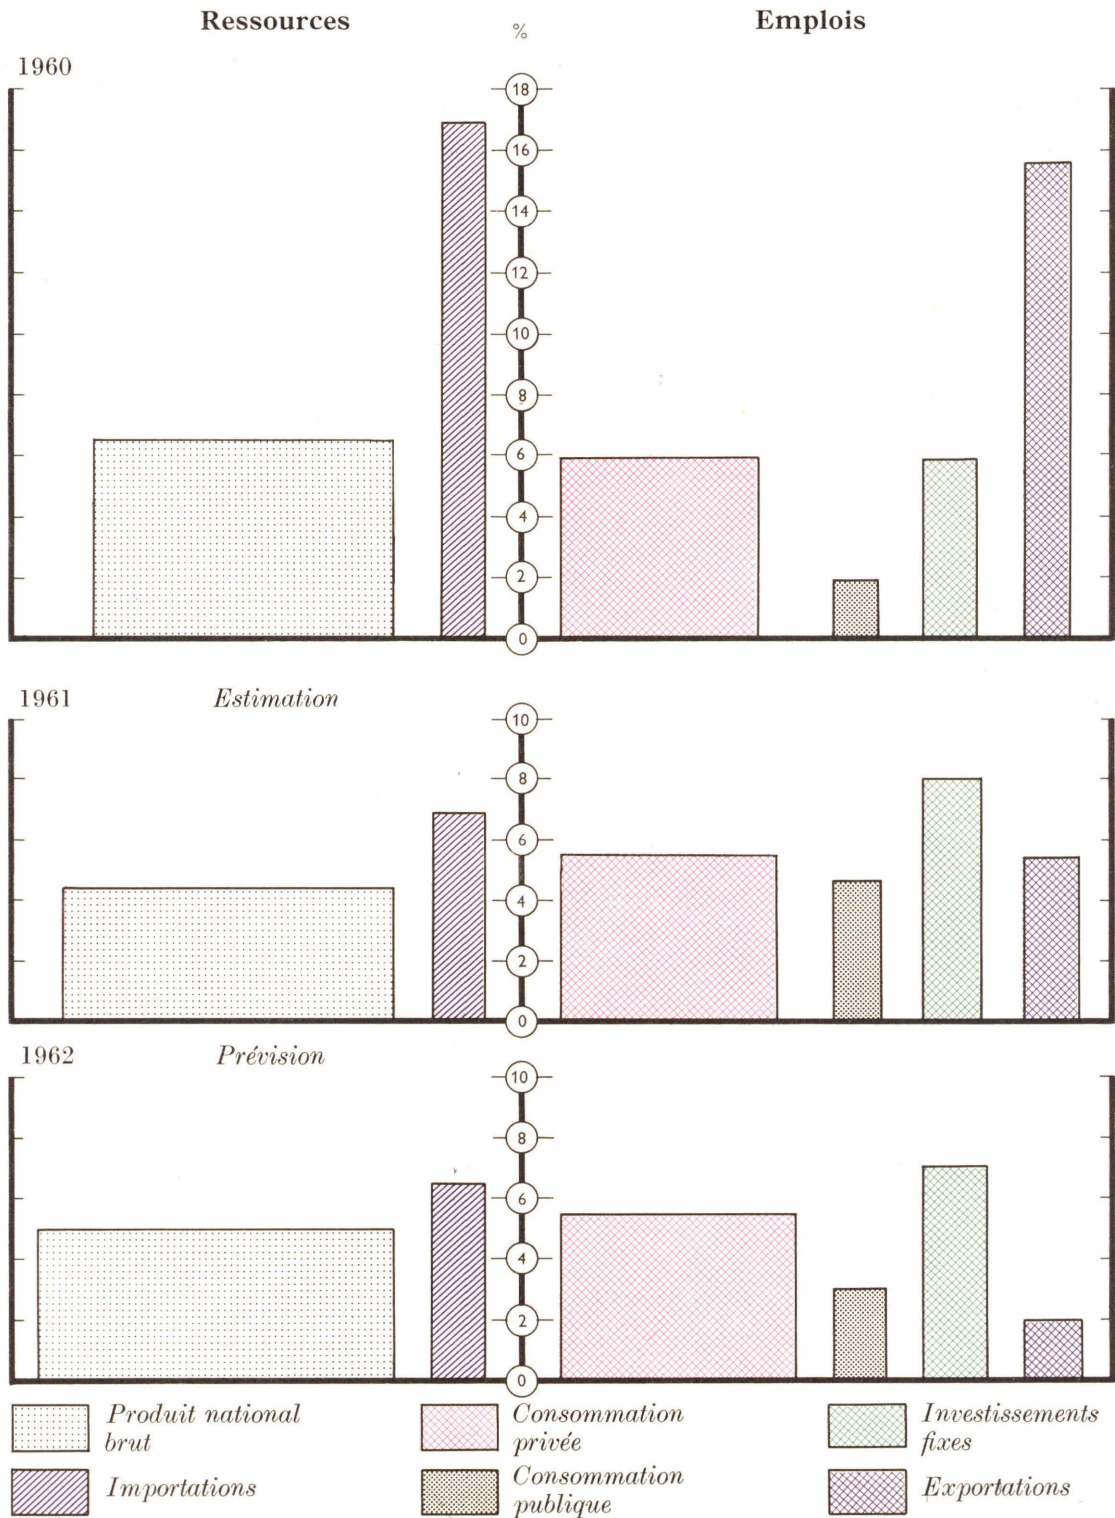 Ressources
%
Emplois
1960
18
16
14
12
10
8
6
4
2
0
1961
Estimation
10
8
6
4
2
0
1962
Prévision
10
8
6
4
2
0
Produit national
brut
Consommation
privée
Investissements
fixes
Importations
Consommation
publique
Exportations